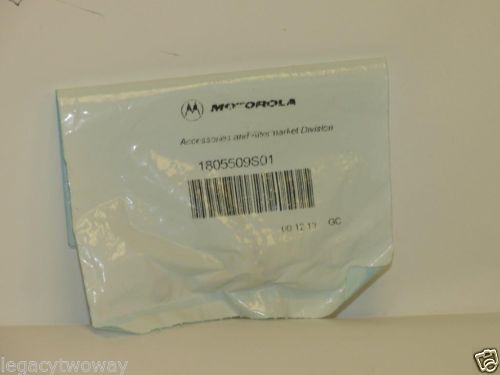 MOTOROLA
Accessories and Aftermarket Division
1805509S01
GC
legacytwoway